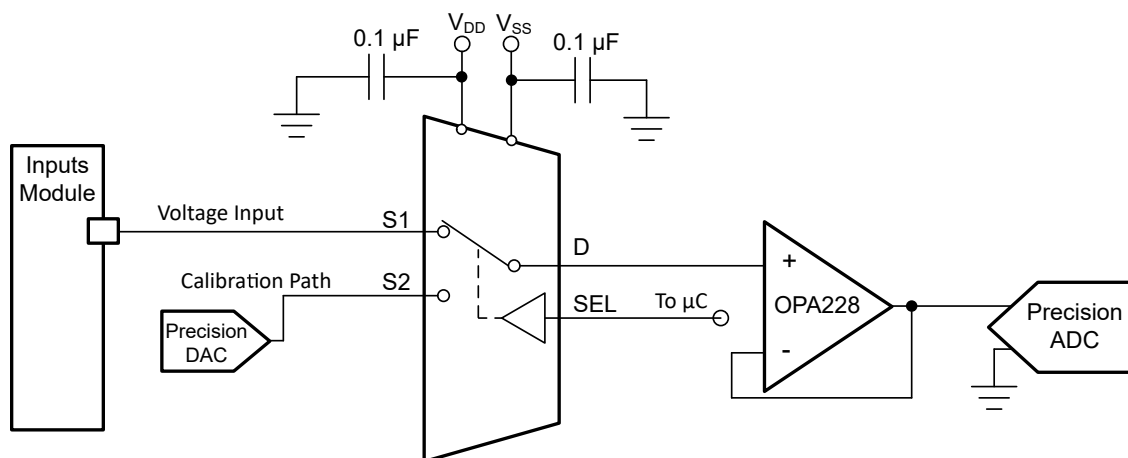 V_DD V_SS
0.1 µF 0.1 µF
Inputs
Module
Voltage Input S1
D
Calibration Path S2
SEL To µC
Precision
DAC
+
OPA228
-
Precision
ADC